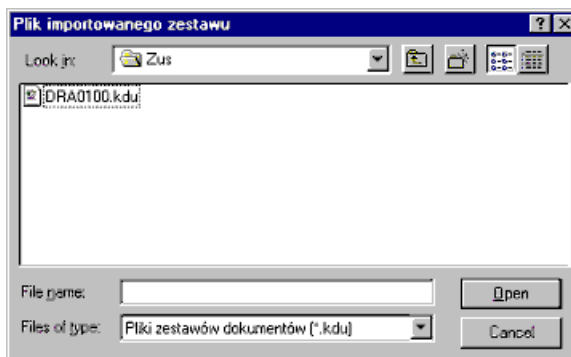 Plik importowanego zestawu
Look in: Zus
DRA0100.kdu
File name:
Open
Files of type: Pliki zestawów dokumentów (*.kdu)
Cancel